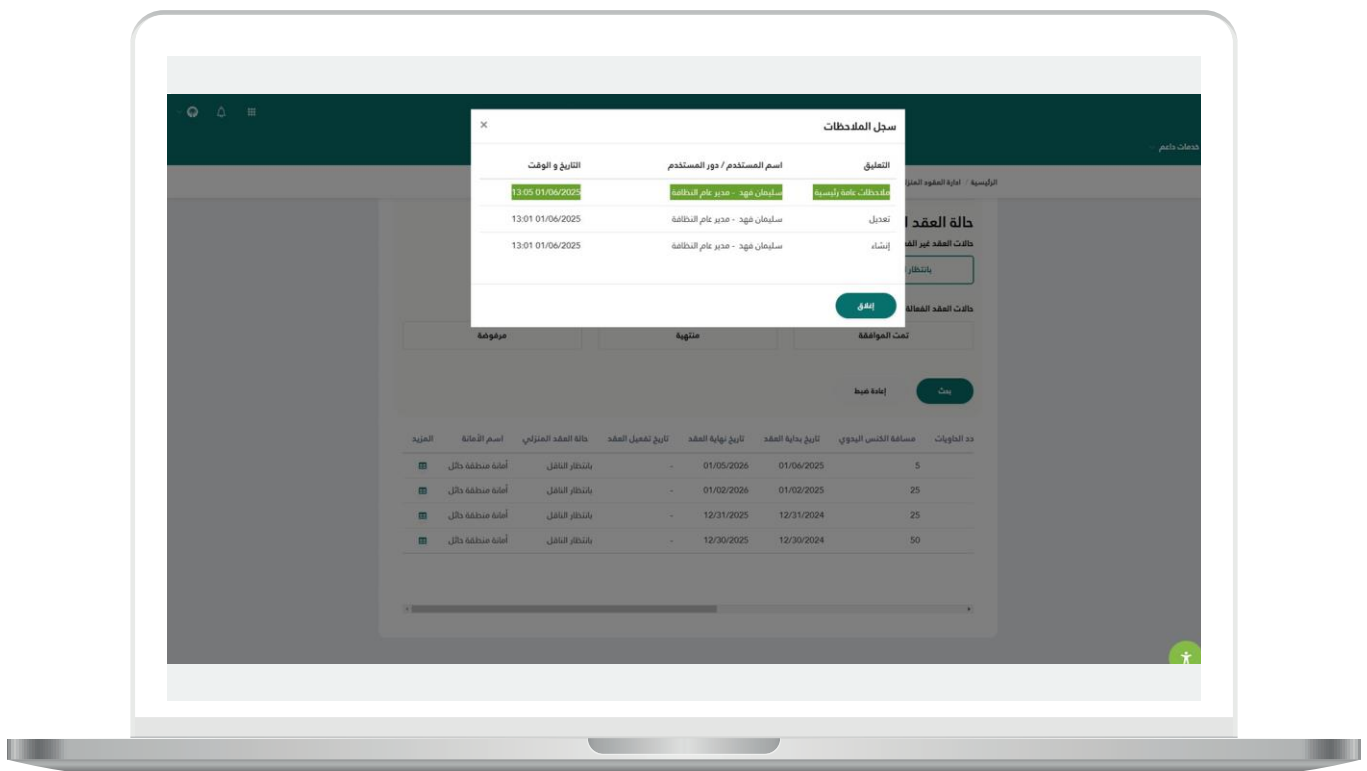 خدمات داعم
الرئيسية / ادارة العقود المنزل
سجل الملاحظات ×
التعليق اسم المستخدم / دور المستخدم التاريخ و الوقت
ملاحظات عامة رئيسية سليمان فهد - مدير عام النظافة 01/06/2025 13:05
تعديل سليمان فهد - مدير عام النظافة 01/06/2025 13:01
إنشاء سليمان فهد - مدير عام النظافة 01/06/2025 13:01
إغلاق
حالة العقد ا
حالات العقد غير الفع
بانتظار ا
حالات العقد الفعالة
تمت الموافقة منتهية مرفوضة
بحث إعادة ضبط
دد الحاويات مسافة الكنس اليدوي تاريخ بداية العقد تاريخ نهاية العقد تاريخ تفعيل العقد حالة العقد المنزلي اسم الأمانة المزيد
5 01/06/2025 01/05/2026 - بانتظار الناقل أمانة منطقة حائل
25 01/02/2025 01/02/2026 - بانتظار الناقل أمانة منطقة حائل
25 12/31/2024 12/31/2025 - بانتظار الناقل أمانة منطقة حائل
50 12/30/2024 12/30/2025 - بانتظار الناقل أمانة منطقة حائل